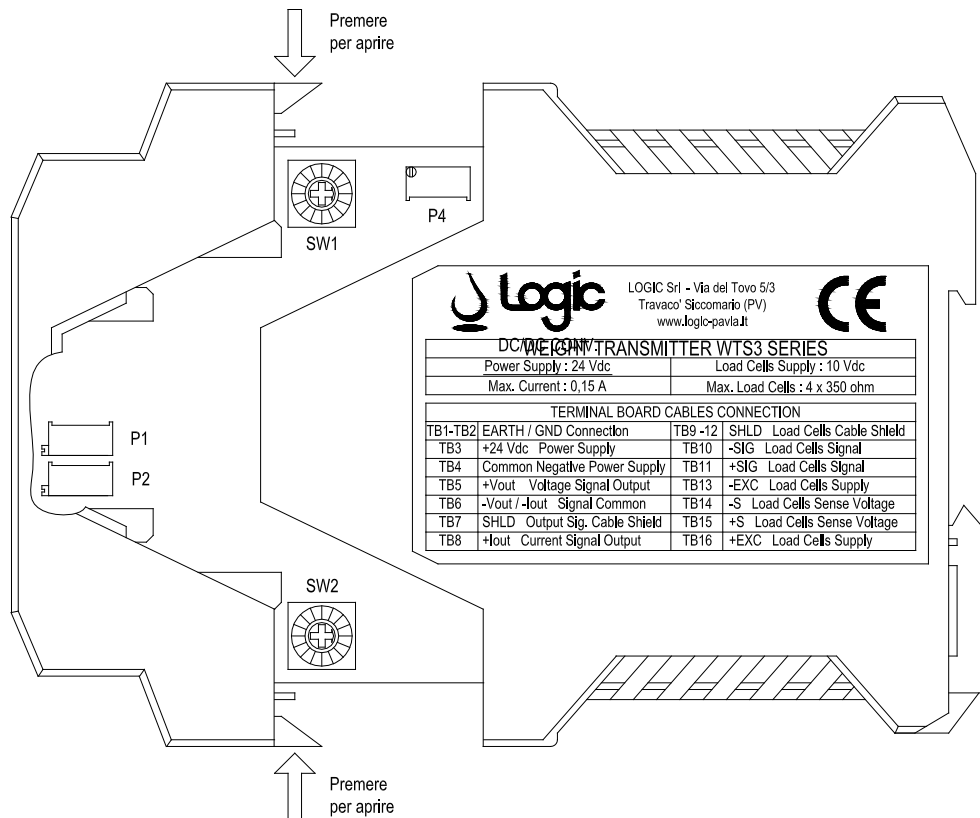 Premere
per aprire
P4
SW1
Logic
LOGIC Srl - Via del Tovo 5/3
Travaco' Siccomario (PV)
www.logic-pavia.it
CE
DC/DC CONV.
WEIGHT TRANSMITTER WTS3 SERIES
Power Supply : 24 Vdc Load Cells Supply : 10 Vdc
Max. Current : 0,15 A Max. Load Cells : 4 x 350 ohm
TERMINAL BOARD CABLES CONNECTION
TB1-TB2 EARTH / GND Connection TB9 -12 SHLD Load Cells Cable Shield
TB3 +24 Vdc Power Supply TB10 -SIG Load Cells Signal
TB4 Common Negative Power Supply TB11 +SIG Load Cells Signal
TB5 +Vout Voltage Signal Output TB13 -EXC Load Cells Supply
TB6 -Vout / -Iout Signal Common TB14 -S Load Cells Sense Voltage
TB7 SHLD Output Sig. Cable Shield TB15 +S Load Cells Sense Voltage
TB8 +Iout Current Signal Output TB16 +EXC Load Cells Supply
P1
P2
SW2
Premere
per aprire